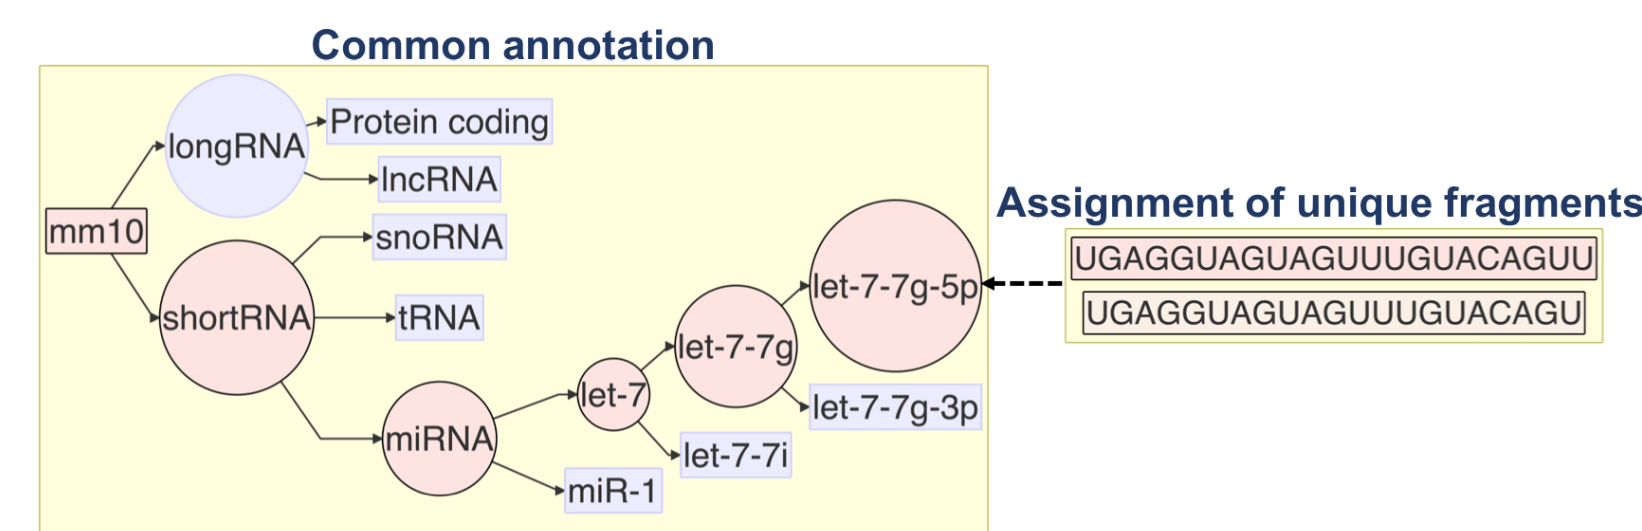 Common annotation
longRNA
Protein coding
lncRNA
mm10
snoRNA
shortRNA
tRNA
miRNA
let-7
let-7-7g
let-7-7g-5p
let-7-7g-3p
let-7-7i
miR-1
Assignment of unique fragments
UGAGGUAGUAGUUUGUACAGUU
UGAGGUAGUAGUUUGUACAGU